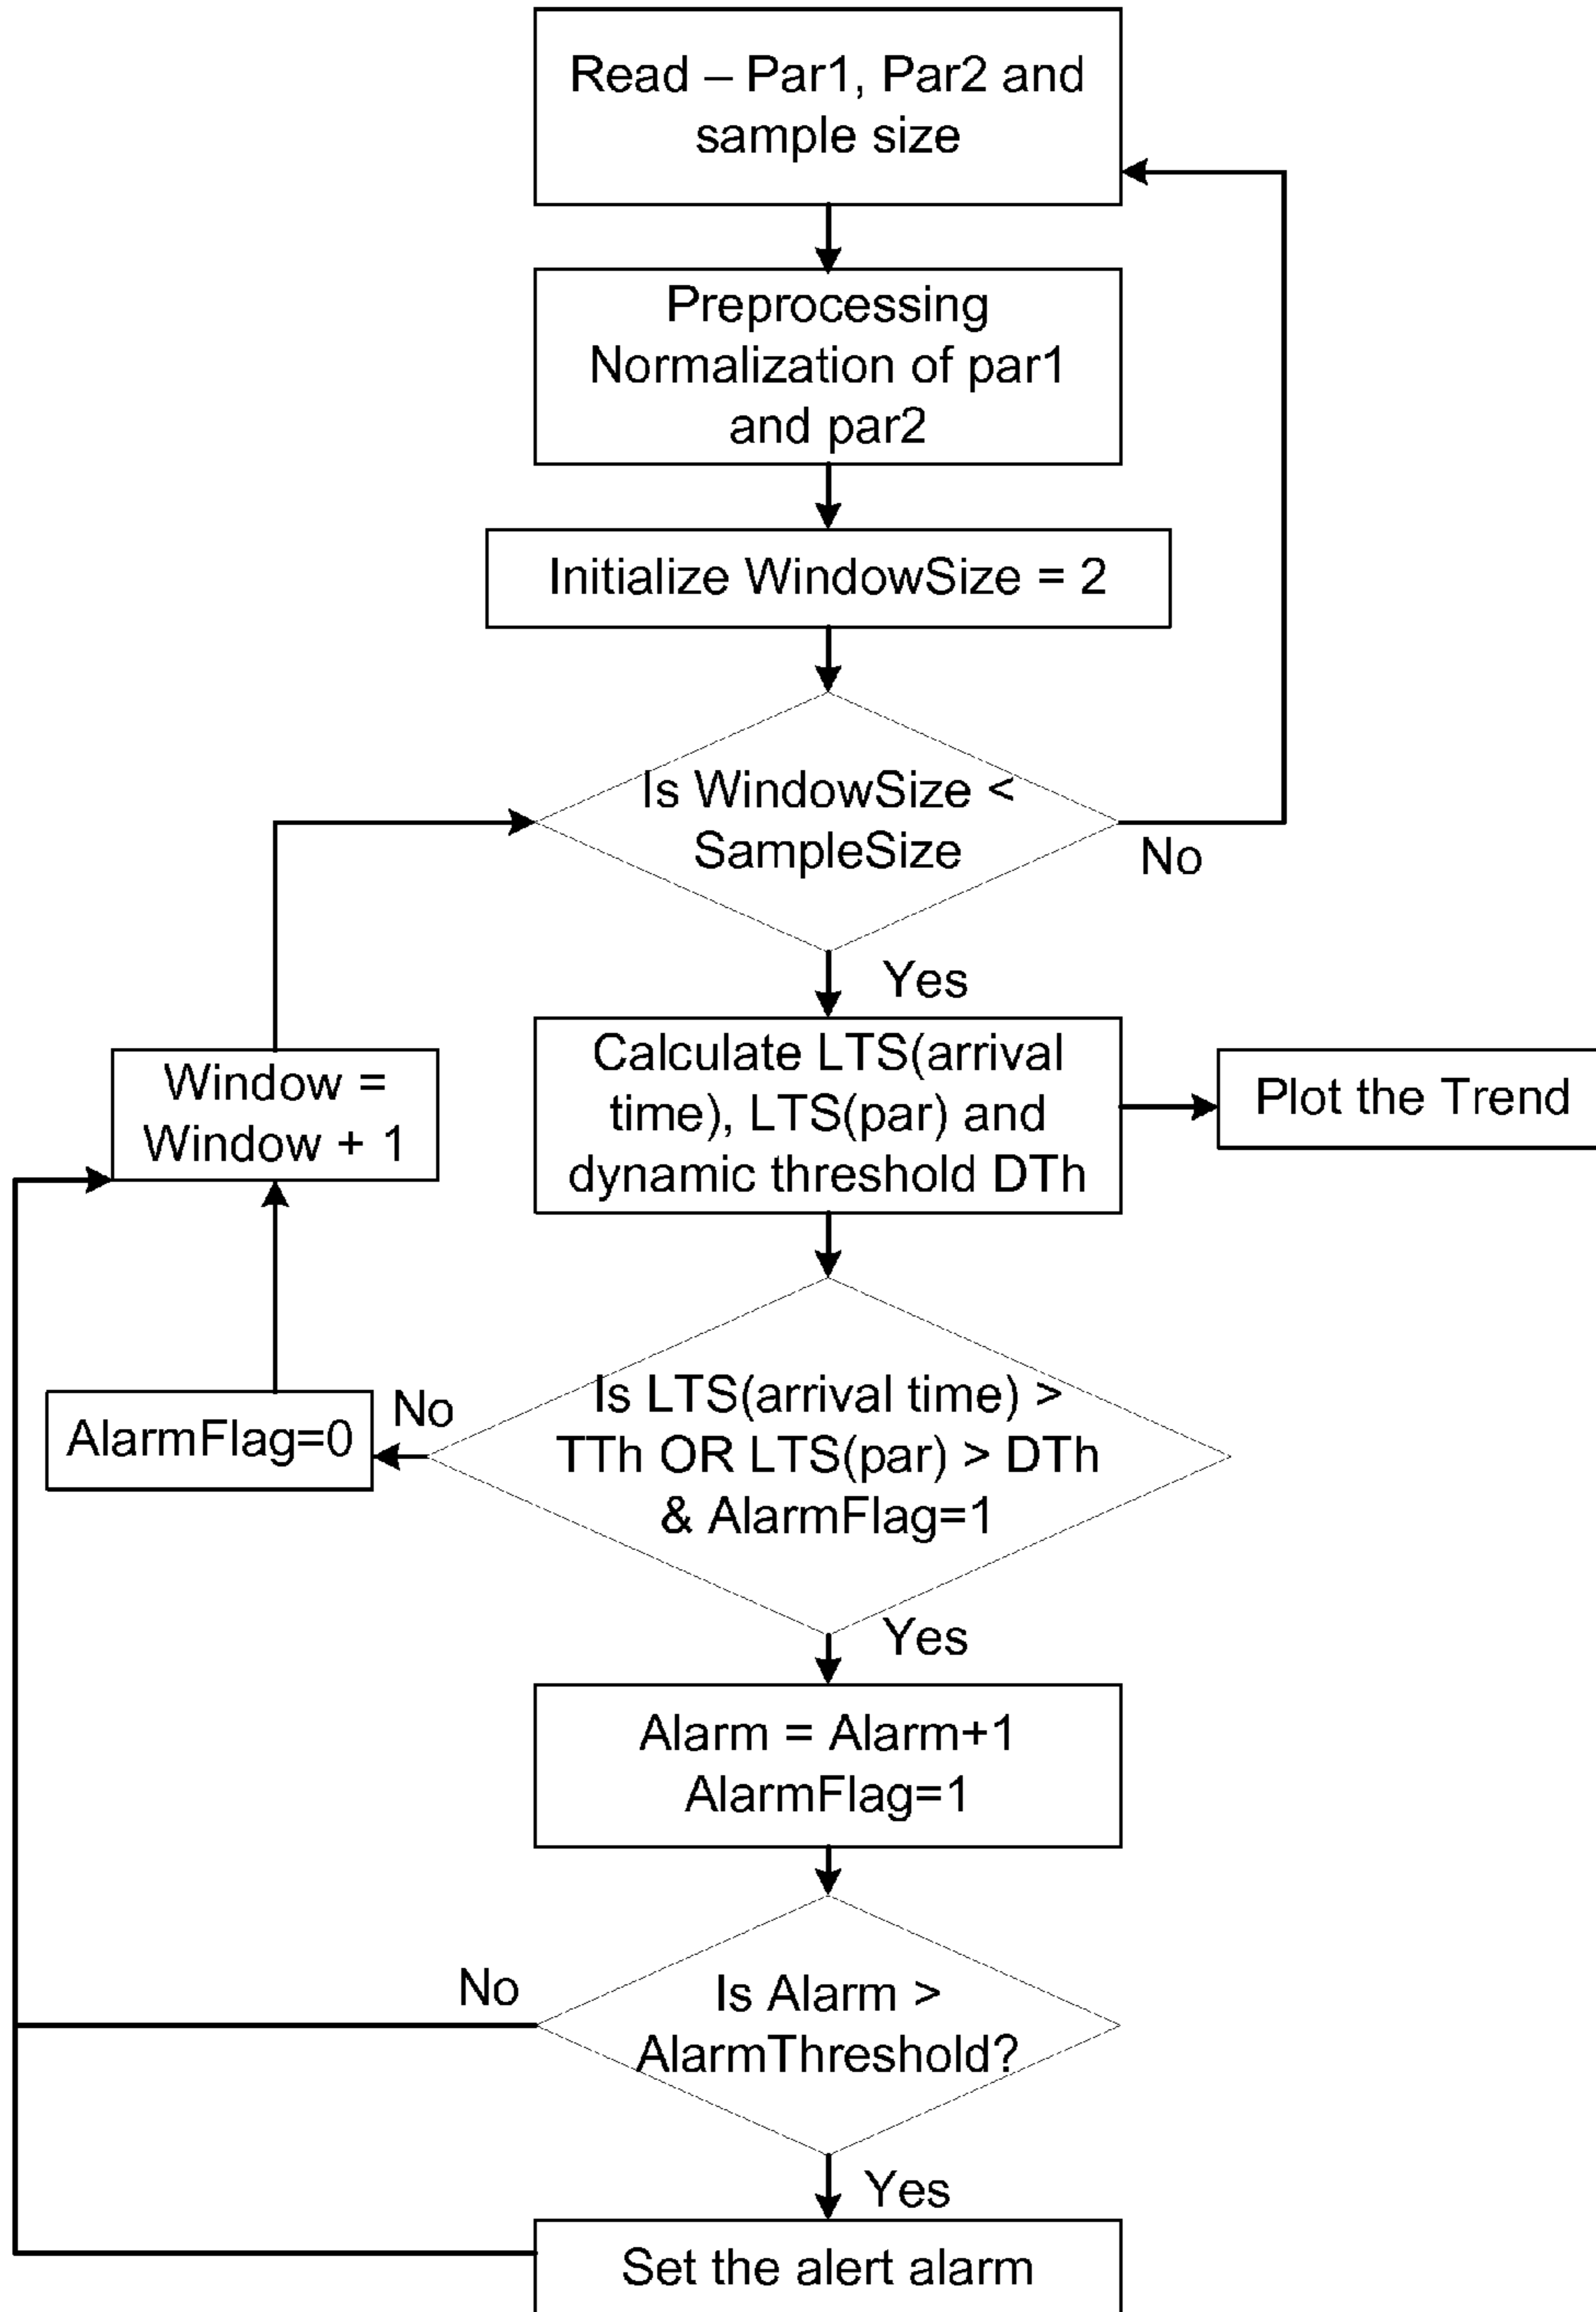 Read – Par1, Par2 and
sample size
Preprocessing
Normalization of par1
and par2
Initialize WindowSize = 2
Is WindowSize <
SampleSize
No
Yes
Window =
Window + 1
Calculate LTS(arrival
time), LTS(par) and
dynamic threshold DTh
Plot the Trend
Is LTS(arrival time) >
TTh OR LTS(par) > DTh
& AlarmFlag=1
No
AlarmFlag=0
Yes
Alarm = Alarm+1
AlarmFlag=1
No
Is Alarm >
AlarmThreshold?
Yes
Set the alert alarm